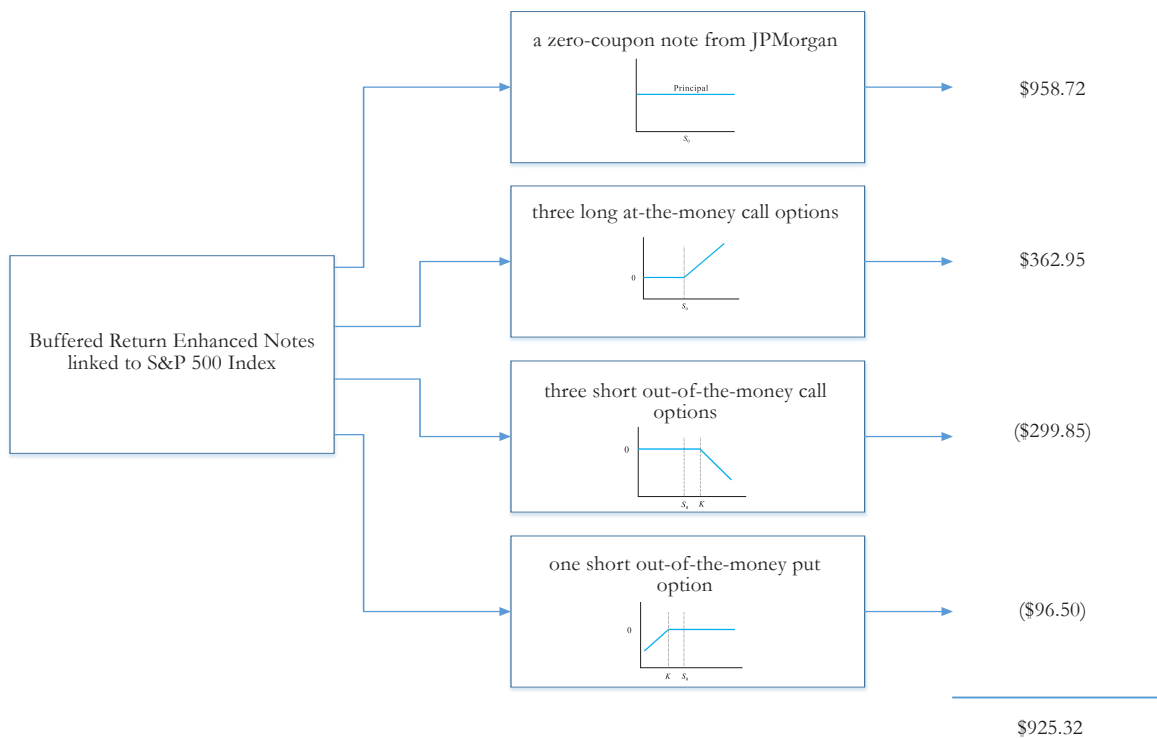 a zero-coupon note from JPMorgan
Principal
S₀
$958.72
three long at-the-money call options
0
S₀
$362.95
Buffered Return Enhanced Notes
linked to S&P 500 Index
three short out-of-the-money call
options
0
S₀ K
($299.85)
one short out-of-the-money put
option
0
K S₀
($96.50)
$925.32